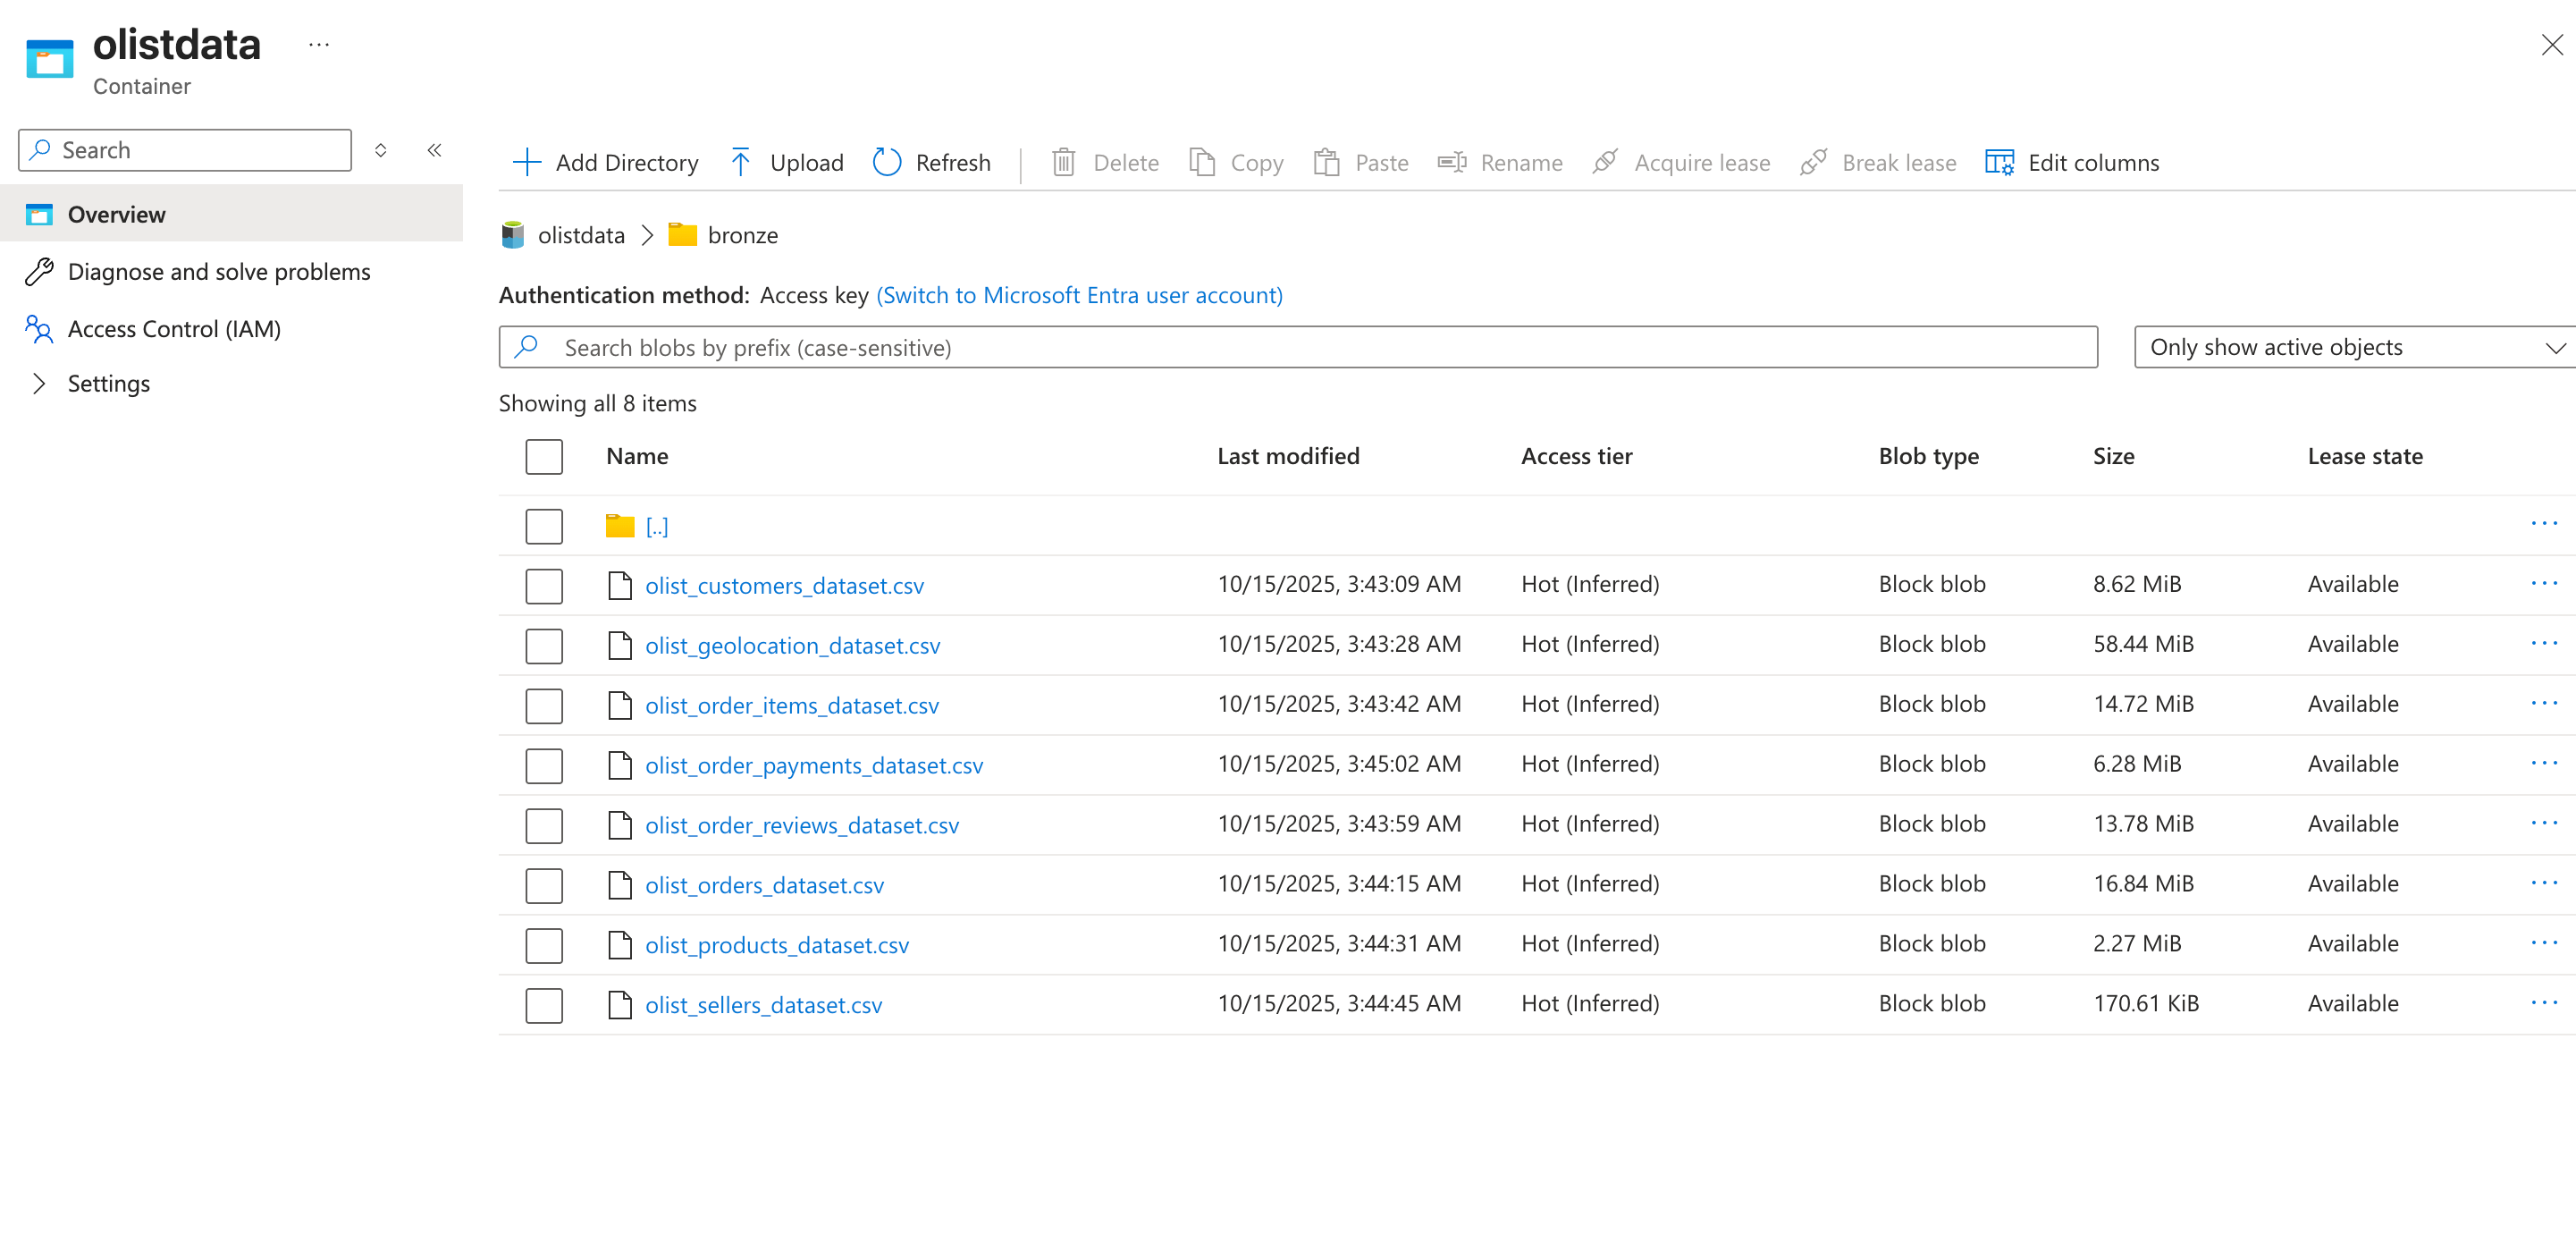 olistdata ...
Container
Search
Overview
Diagnose and solve problems
Access Control (IAM)
Settings
Add Directory Upload Refresh Delete Copy Paste Rename Acquire lease Break lease Edit columns
olistdata > bronze
Authentication method: Access key (Switch to Microsoft Entra user account)
Search blobs by prefix (case-sensitive) Only show active objects
Showing all 8 items
Name Last modified Access tier Blob type Size Lease state
[..] ...
olist_customers_dataset.csv 10/15/2025, 3:43:09 AM Hot (Inferred) Block blob 8.62 MiB Available ...
olist_geolocation_dataset.csv 10/15/2025, 3:43:28 AM Hot (Inferred) Block blob 58.44 MiB Available ...
olist_order_items_dataset.csv 10/15/2025, 3:43:42 AM Hot (Inferred) Block blob 14.72 MiB Available ...
olist_order_payments_dataset.csv 10/15/2025, 3:45:02 AM Hot (Inferred) Block blob 6.28 MiB Available ...
olist_order_reviews_dataset.csv 10/15/2025, 3:43:59 AM Hot (Inferred) Block blob 13.78 MiB Available ...
olist_orders_dataset.csv 10/15/2025, 3:44:15 AM Hot (Inferred) Block blob 16.84 MiB Available ...
olist_products_dataset.csv 10/15/2025, 3:44:31 AM Hot (Inferred) Block blob 2.27 MiB Available ...
olist_sellers_dataset.csv 10/15/2025, 3:44:45 AM Hot (Inferred) Block blob 170.61 KiB Available ...